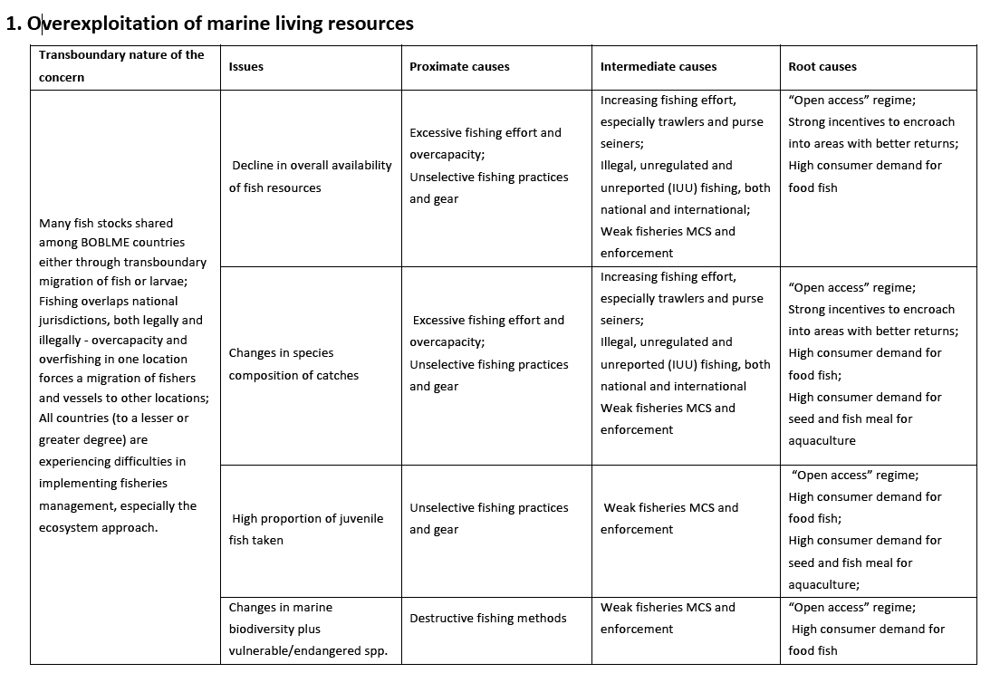 1. Overexploitation of marine living resources
Transboundary nature of the
concern
Issues
Proximate causes
Intermediate causes
Root causes
Many fish stocks shared
among BOBLME countries
either through transboundary
migration of fish or larvae;
Fishing overlaps national
jurisdictions, both legally and
illegally - overcapacity and
overfishing in one location
forces a migration of fishers
and vessels to other locations;
All countries (to a lesser or
greater degree) are
experiencing difficulties in
implementing fisheries
management, especially the
ecosystem approach.
Decline in overall availability
of fish resources
Excessive fishing effort and
overcapacity;
Unselective fishing practices
and gear
Increasing fishing effort,
especially trawlers and purse
seiners;
Illegal, unregulated and
unreported (IUU) fishing, both
national and international;
Weak fisheries MCS and
enforcement
“Open access” regime;
Strong incentives to encroach
into areas with better returns;
High consumer demand for
food fish
Changes in species
composition of catches
Excessive fishing effort and
overcapacity;
Unselective fishing practices
and gear
Increasing fishing effort,
especially trawlers and purse
seiners;
Illegal, unregulated and
unreported (IUU) fishing, both
national and international
Weak fisheries MCS and
enforcement
“Open access” regime;
Strong incentives to encroach
into areas with better returns;
High consumer demand for
food fish;
High consumer demand for
seed and fish meal for
aquaculture
High proportion of juvenile
fish taken
Unselective fishing practices
and gear
Weak fisheries MCS and
enforcement
“Open access” regime;
High consumer demand for
food fish;
High consumer demand for
seed and fish meal for
aquaculture;
Changes in marine
biodiversity plus
vulnerable/endangered spp.
Destructive fishing methods
Weak fisheries MCS and
enforcement
“Open access” regime;
High consumer demand for
food fish